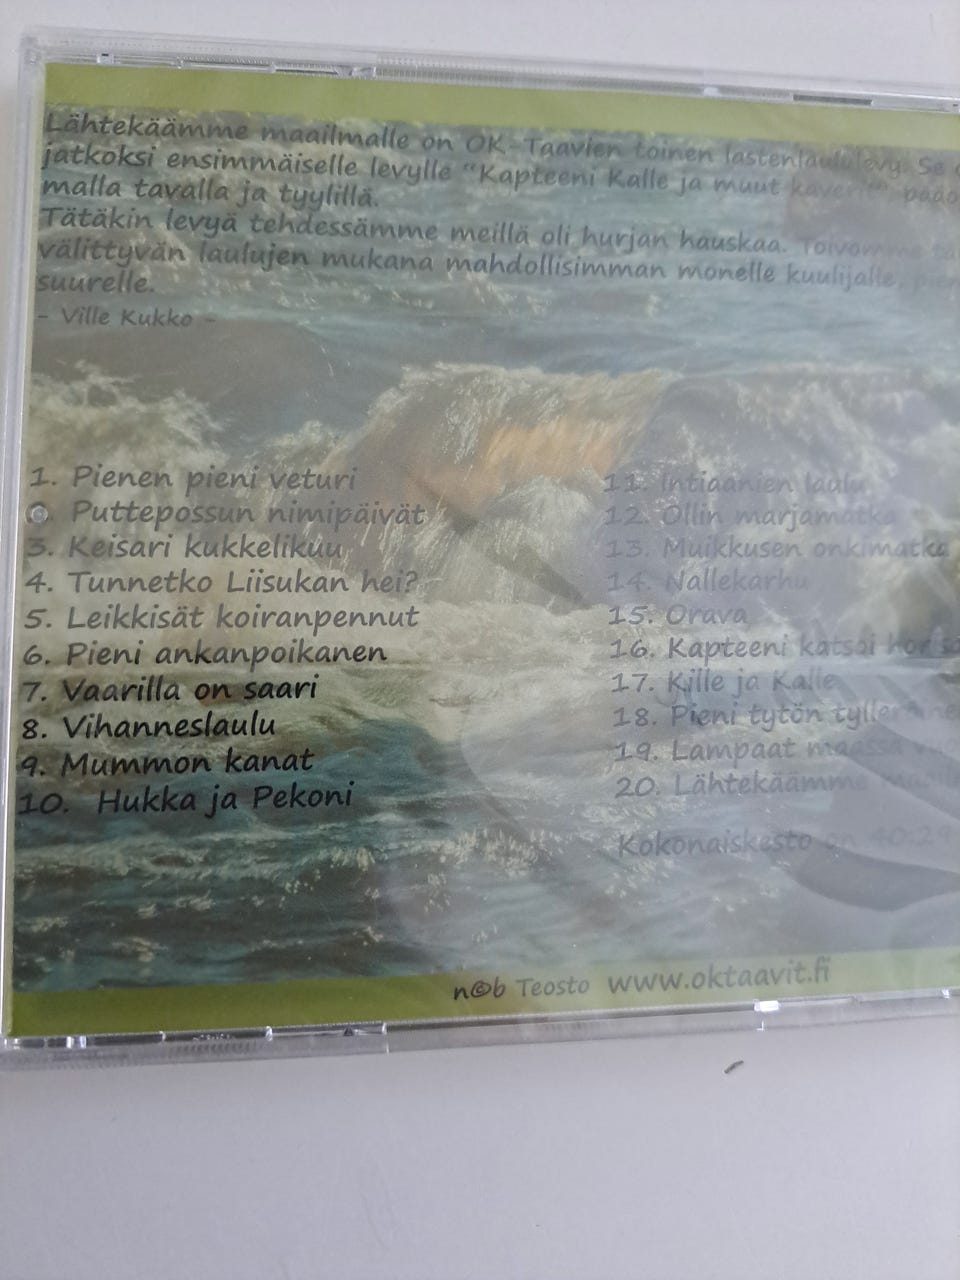 Lähtekäämme maailmalle on OK-Taavien toinen lastenlaululevy. Se
jatkoksi ensimmäiselle levylle "Kapteeni Kalle ja muut kaverit"
malla tavalla ja tyylillä.
Tätäkin levyä tehdessämme meillä oli hurjan hauskaa. Toivomme
välittyvän laulujen mukana mahdollisimman monelle kuulijalle,
suurelle.
- Ville Kukko -
1. Pienen pieni veturi
Puttepossun nimipäivät
3. Keisari kukkelikuu
4. Tunnetko Liisukan hei?
5. Leikkisät koiranpennut
6. Pieni ankanpoikanen
7. Vaarilla on saari
8. Vihanneslaulu
9. Mummon kanat
10. Hukka ja Pekoni
11. Intiaanien laulu
12. Ollin marjamatka
13. Muikkusen onkimatka
14. Nallekarhu
15. Orava
16. Kapteeni katsoi
17. Kille ja Kalle
18. Pieni tytön
19. Lampaat maassa
20. Lähtekäämme
Kokonaiskesto on 40:29
n©b Teosto www.oktaavit.fi